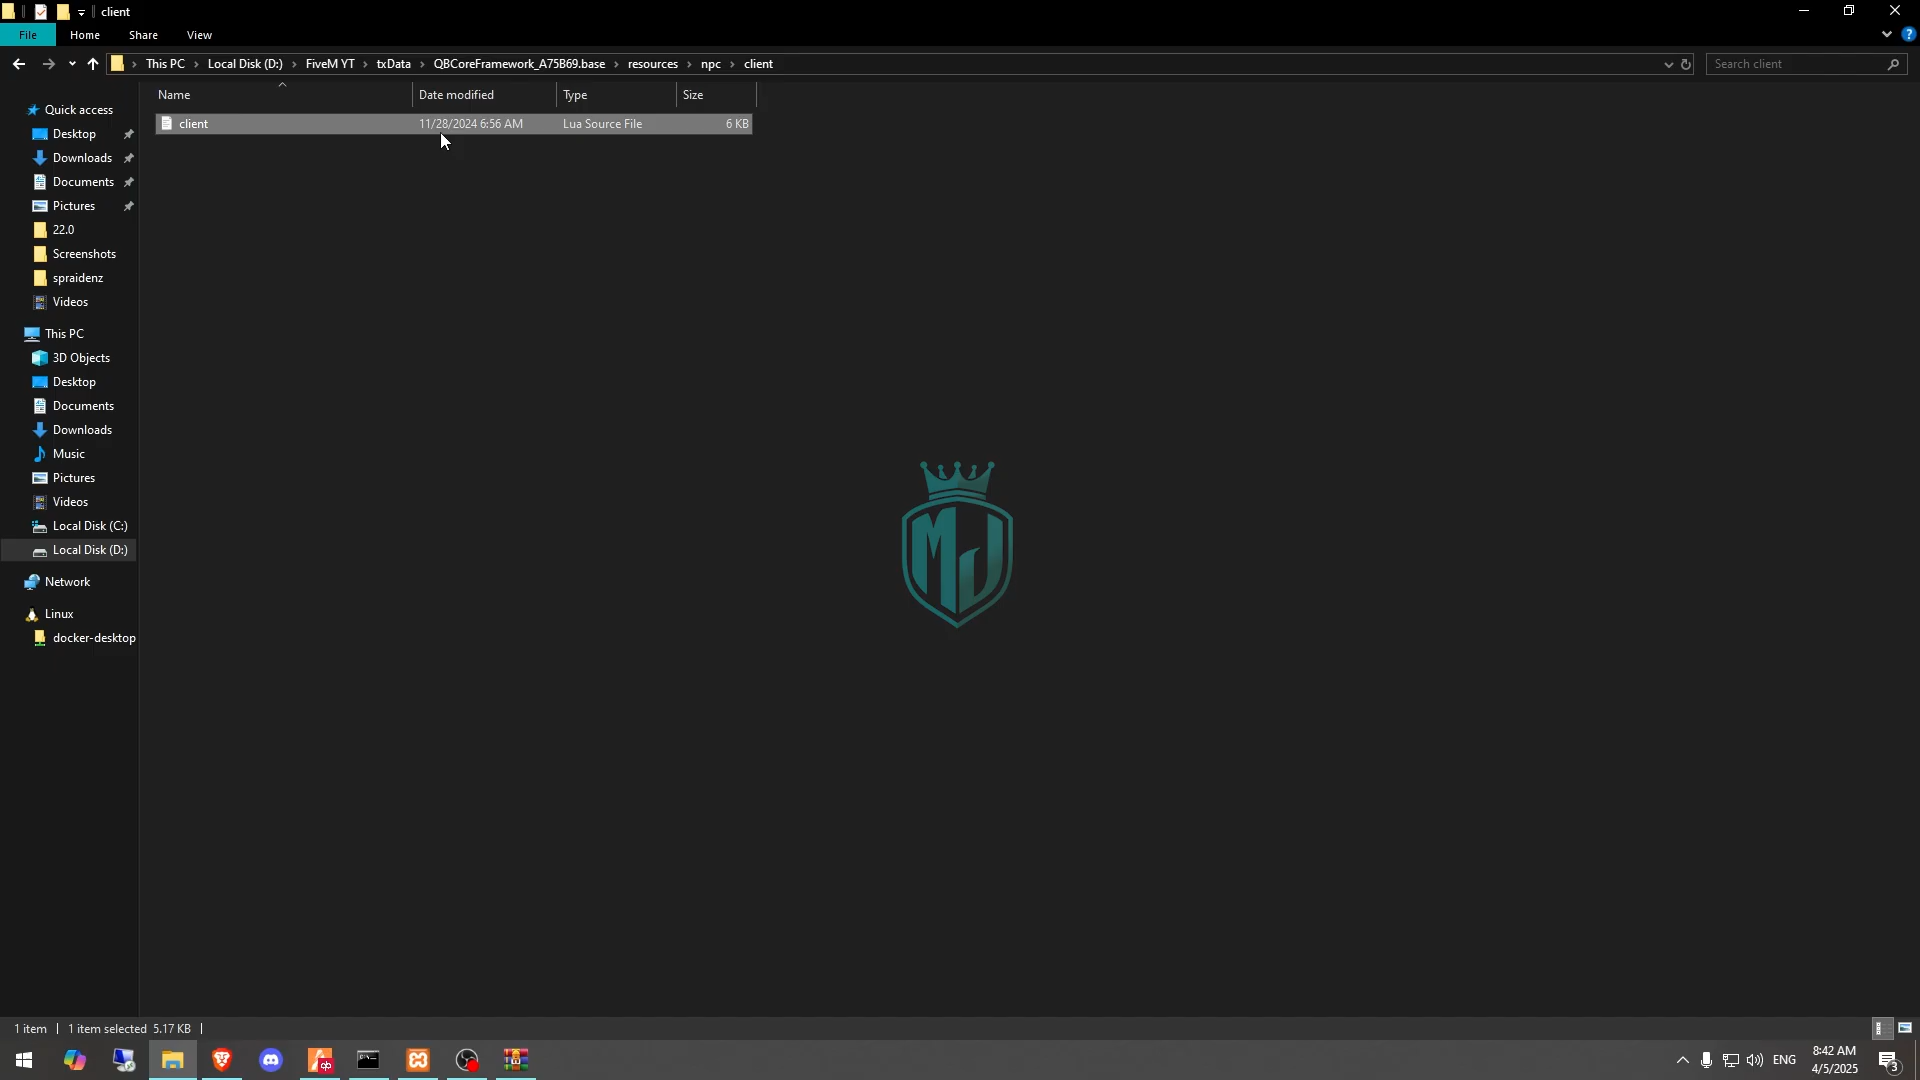 client
File Home Share View
This PC Local Disk (D:) FiveM YT txData QBCoreFramework_A75B69.base resources npc client
Search client
Name Date modified Type Size
client 11/28/2024 6:56 AM Lua Source File 6 KB
Quick access
Desktop
Downloads
Documents
Pictures
22.0
Screenshots
spraidenz
Videos
This PC
3D Objects
Desktop
Documents
Downloads
Music
Pictures
Videos
Local Disk (C:)
Local Disk (D:)
Network
Linux
docker-desktop
MJ
1 item 1 item selected 5.17 KB
ENG
8:42 AM
4/5/2025
3